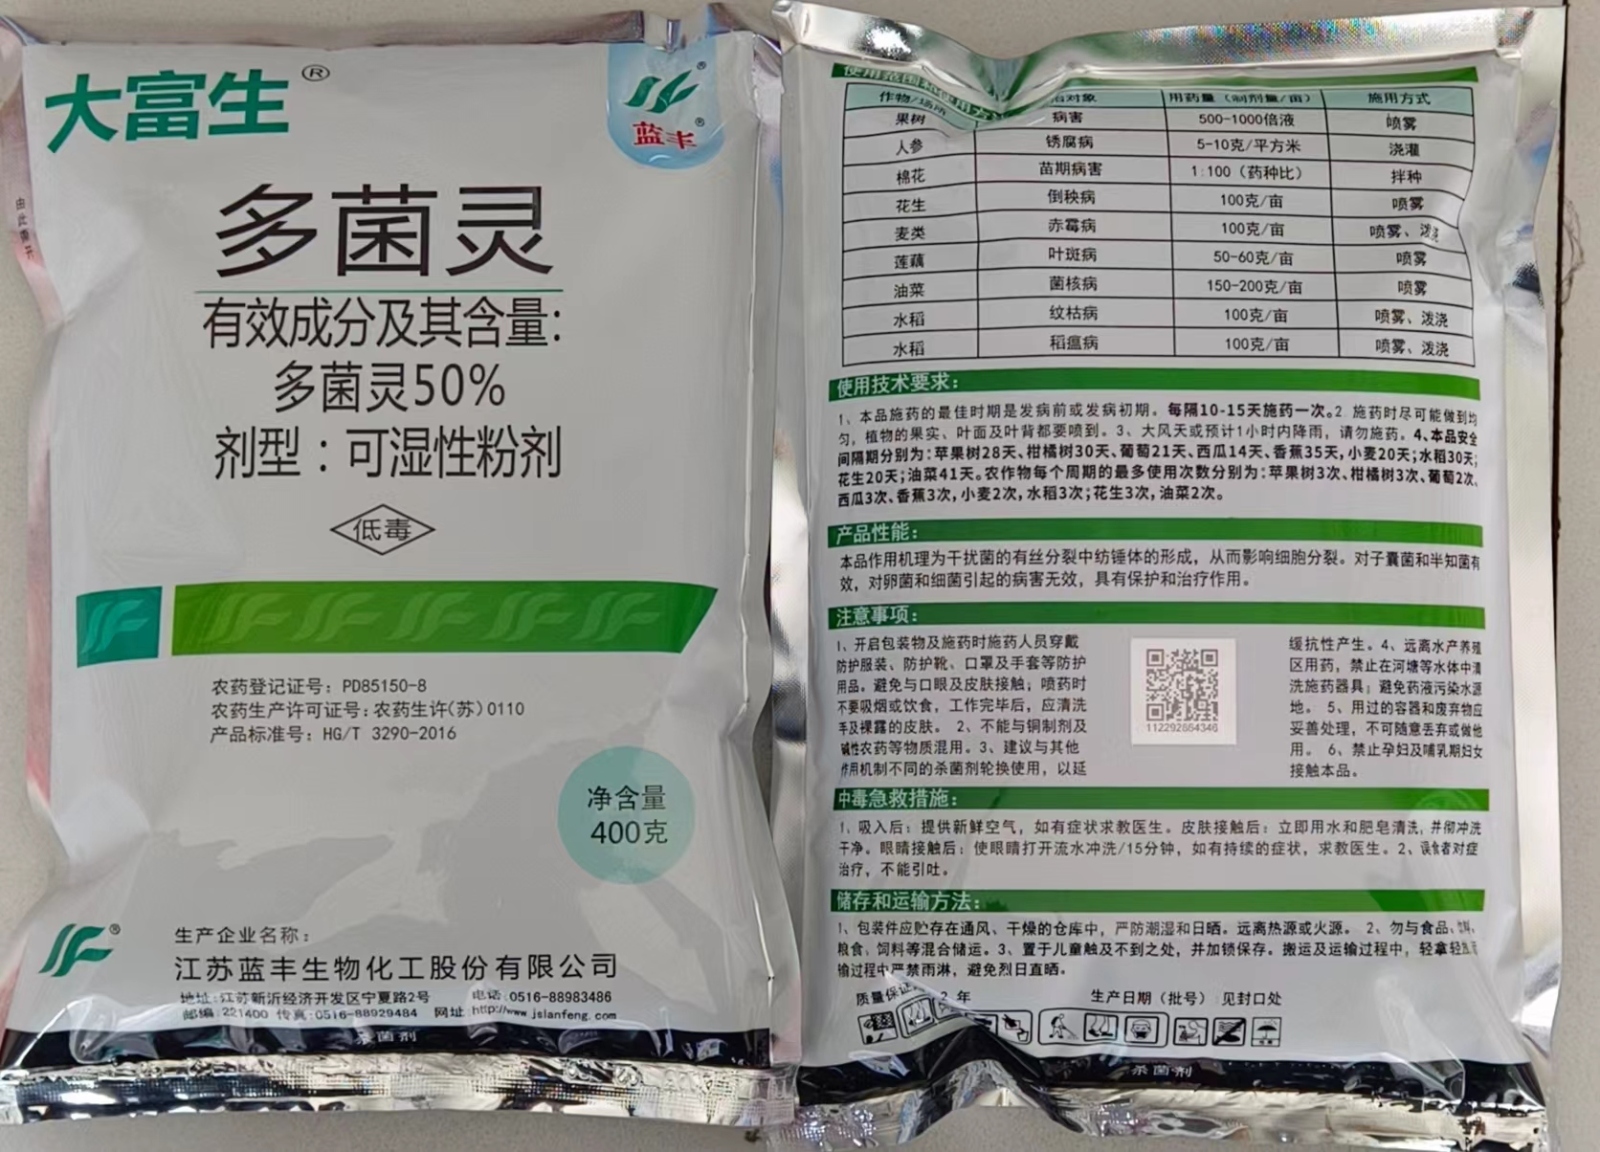 大富生®
蓝丰®
多菌灵
有效成分及其含量:
多菌灵50%
剂型：可湿性粉剂
低毒
农药登记证号: PD85150-8
农药生产许可证号: 农药生许(苏)0110
产品标准号: HG/T 3290-2016
净含量
400克
生产企业名称:
江苏蓝丰生物化工股份有限公司
地址: 江苏新沂经济开发区宁夏路2号 电话: 0516-88983486
邮编: 221400 传真: 0516-88929484 网址: http://www.jslanfeng.com
杀菌剂
作物/场所 用药量（制剂量/亩） 施用方式
果树 病害 500-1000倍液 喷雾
人参 锈腐病 5-10克/平方米 浇灌
棉花 苗期病害 1:100（药种比） 拌种
花生 倒秧病 100克/亩 喷雾
麦类 赤霉病 100克/亩 喷雾、泼浇
莲藕 叶斑病 50-60克/亩 喷雾
油菜 菌核病 150-200克/亩 喷雾
水稻 纹枯病 100克/亩 喷雾、泼浇
水稻 稻瘟病 100克/亩 喷雾、泼浇
使用技术要求:
1、本品施药的最佳时期是发病前或发病初期。每隔10-15天施药一次。2、施药时尽可能做到均
匀，植物的果实、叶面及叶背都要喷到。3、大风天或预计1小时内降雨，请勿施药。4、本品安全
间隔期分别为:苹果树28天、柑橘树30天、葡萄21天、西瓜14天、香蕉35天,小麦20天;水稻30天;
花生20天;油菜41天。农作物每个周期的最多使用次数分别为:苹果树3次、柑橘树3次、葡萄2次、
西瓜3次、香蕉3次,小麦2次,水稻3次;花生3次,油菜2次。
产品性能:
本品作用机理为干扰菌的有丝分裂中纺锤体的形成，从而影响细胞分裂。对子囊菌和半知菌有
效，对卵菌和细菌引起的病害无效，具有保护和治疗作用。
注意事项:
1、开启包装物及施药时施药人员穿戴
防护服装、防护靴、口罩及手套等防护
用品。避免与口眼及皮肤接触；喷药时
不要吸烟或饮食，工作完毕后，应清洗
手及裸露的皮肤。 2、不能与铜制剂及
碱性农药等物质混用。3、建议与其他
作用机制不同的杀菌剂轮换使用，以延
112292864346
缓抗性产生。4、远离水产养殖
区用药，禁止在河塘等水体中清
洗施药器具；避免药液污染水源
地。 5、用过的容器和废弃物应
妥善处理，不可随意丢弃或做他
用。 6、禁止孕妇及哺乳期妇女
接触本品。
中毒急救措施:
1、吸入后: 提供新鲜空气，如有症状求教医生。皮肤接触后: 立即用水和肥皂清洗，并彻冲洗
干净。眼睛接触后: 使眼睛打开流水冲洗/15分钟，如有持续的症状，求教医生。2、误食者对症
治疗，不能引吐。
储存和运输方法:
1、包装件应贮存在通风、干燥的仓库中，严防潮湿和日晒。远离热源或火源。 2、勿与食品、饮料、
粮食、饲料等混合储运。3、置于儿童触及不到之处，并加锁保存。搬运及运输过程中，轻拿轻
输过程中严禁雨淋，避免烈日直晒。
质量保证 2 年 生产日期（批号）见封口处
杀菌剂